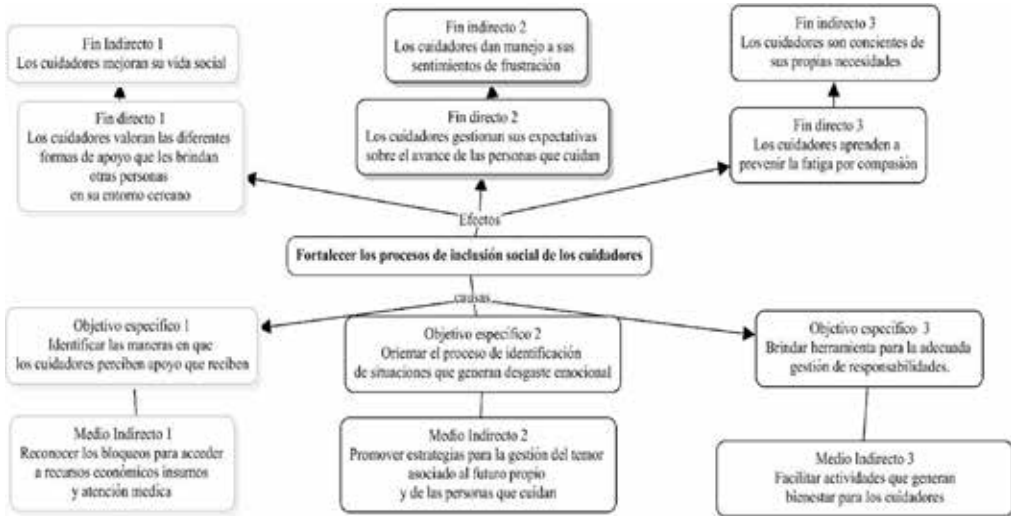 Fin Indirecto 1
Los cuidadores mejoran su vida social
Fin indirecto 2
Los cuidadores dan manejo a sus
sentimientos de frustración
Fin indirecto 3
Los cuidadores son concientes de
sus propias necesidades
Fin directo 1
Los cuidadores valoran las diferentes
formas de apoyo que les brindan
otras personas
en su entorno cercano
Fin directo 2
Los cuidadores gestionan sus expectativas
sobre el avance de las personas que cuidan
Fin directo 3
Los cuidadores aprenden a
prevenir la fatiga por compasión
Efectos
Fortalecer los procesos de inclusión social de los cuidadores
causas
Objetivo especifico 1
Identificar las maneras en que
los cuidadores perciben apoyo que reciben
Objetivo especifico 2
Orientar el proceso de identificación
de situaciones que generan desgaste emocional
Objetivo especifico 3
Brindar herramienta para la adecuada
gestión de responsabilidades.
Medio Indirecto 1
Reconocer los bloqueos para acceder
a recursos económicos insumos
y atención medica
Medio Indirecto 2
Promover estrategias para la gestión del temor
asociado al futuro propio
y de las personas que cuidan
Medio Indirecto 3
Facilitar actividades que generan
bienestar para los cuidadores